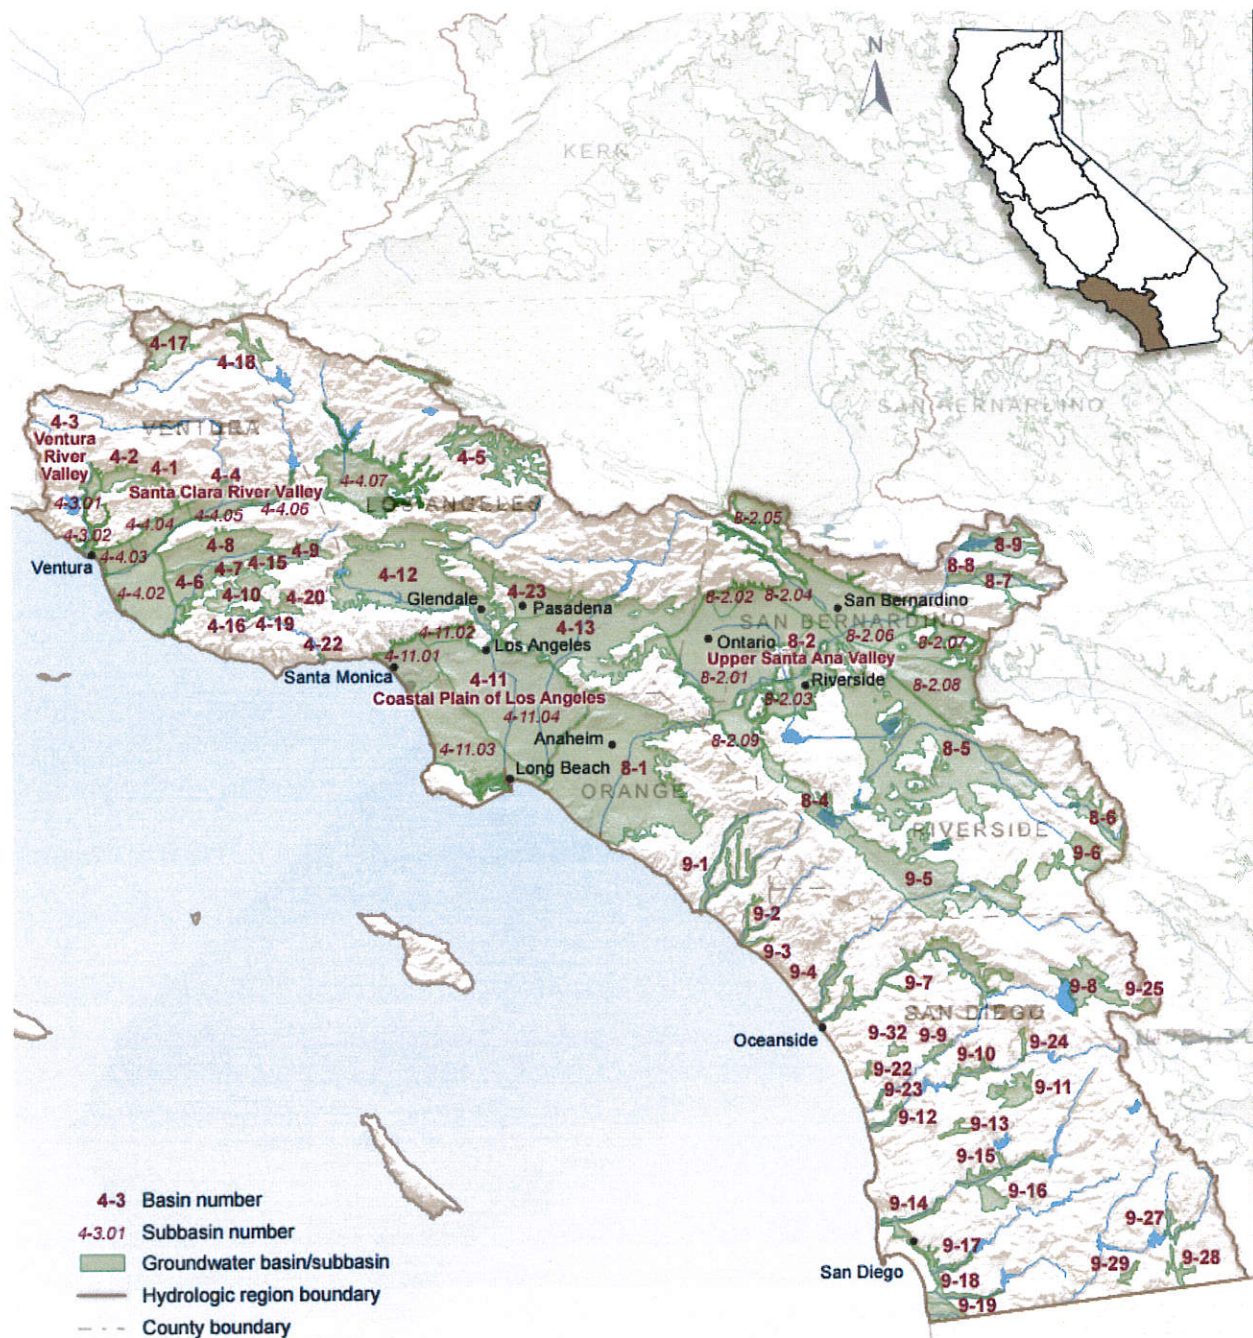 N
KERN
SAN BERNARDINO
4-17
4-18
4-3
Ventura
River
Valley
VENTURA
4-2
4-1
4-4
Santa Clara River Valley
4-4.07
4-5
LOS ANGELES
4-3.01
4-4.04
4-4.05
4-4.06
4-3.02
4-4.03
Ventura
4-8
4-9
4-15
4-7
4-6
4-4.02
4-10
4-20
4-12
4-16
4-19
4-22
Glendale
4-23
Pasadena
4-13
4-11.02
Los Angeles
4-11.01
Santa Monica
4-11
Coastal Plain of Los Angeles
4-11.04
4-11.03
Anaheim
Long Beach
8-1
ORANGE
8-2.05
8-9
8-8
8-7
8-2.02
8-2.04
San Bernardino
SAN BERNARDINO
Ontario
8-2
8-2.06
8-2.07
Upper Santa Ana Valley
8-2.01
Riverside
8-2.03
8-2.08
8-2.09
8-5
8-4
8-6
RIVERSIDE
9-6
9-5
9-1
9-2
9-3
9-4
9-7
9-8
9-25
SAN DIEGO
Oceanside
9-32
9-9
9-24
9-10
9-22
9-23
9-11
9-12
9-13
9-15
9-16
9-14
9-27
9-17
San Diego
9-28
9-29
9-18
9-19
4-3 Basin number
4-3.01 Subbasin number
Groundwater basin/subbasin
Hydrologic region boundary
County boundary